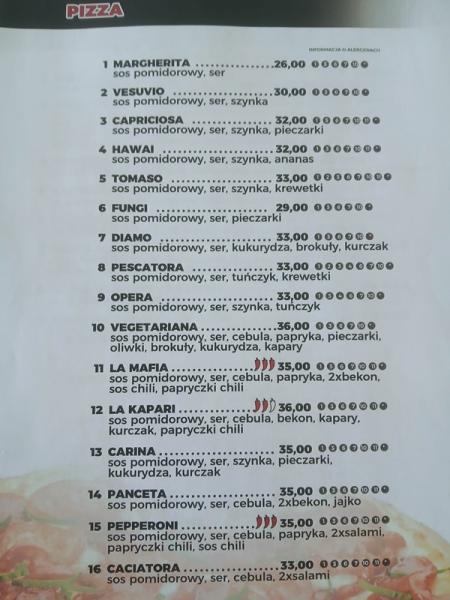 PIZZA
INFORMACJA O ALERGENACH
1 MARGHERITA ................26,00
sos pomidorowy, ser
2 VESUVIO ......................30,00
sos pomidorowy, ser, szynka
3 CAPRICIOSA .................. 32,00
sos pomidorowy, ser, szynka, pieczarki
4 HAWAI ........................ 32,00
sos pomidorowy, ser, szynka, ananas
5 TOMASO ..................... 33,00
sos pomidorowy, ser, szynka, krewetki
6 FUNGI ........................ 29,00
sos pomidorowy, ser, pieczarki
7 DIAMO ....................... 33,00
sos pomidorowy, ser, kukurydza, brokuły, kurczak
8 PESCATORA ................. 33,00
sos pomidorowy, ser, tuńczyk, krewetki
9 OPERA ....................... 33,00
sos pomidorowy, ser, szynka, tuńczyk
10 VEGETARIANA ..............36,00
sos pomidorowy, ser, cebula, papryka, pieczarki,
oliwki, brokuły, kukurydza, kapary
11 LA MAFIA ................ 35,00
sos pomidorowy, ser, cebula, papryka, 2xbekon,
sos chili, papryczki chili
12 LA KAPARI ............... 36,00
sos pomidorowy, ser, cebula, bekon, kapary,
kurczak, papryczki chili
13 CARINA ...................... 35,00
sos pomidorowy, ser, szynka, pieczarki,
kukurydza, kurczak
14 PANCETA .................... 35,00
sos pomidorowy, ser, cebula, 2xbekon, jajko
15 PEPPERONI .............. 35,00
sos pomidorowy, ser, cebula, papryka, 2xsalami,
papryczki chili, sos chili
16 CACIATORA ................. 33,00
sos pomidorowy, ser, cebula, 2xsalami